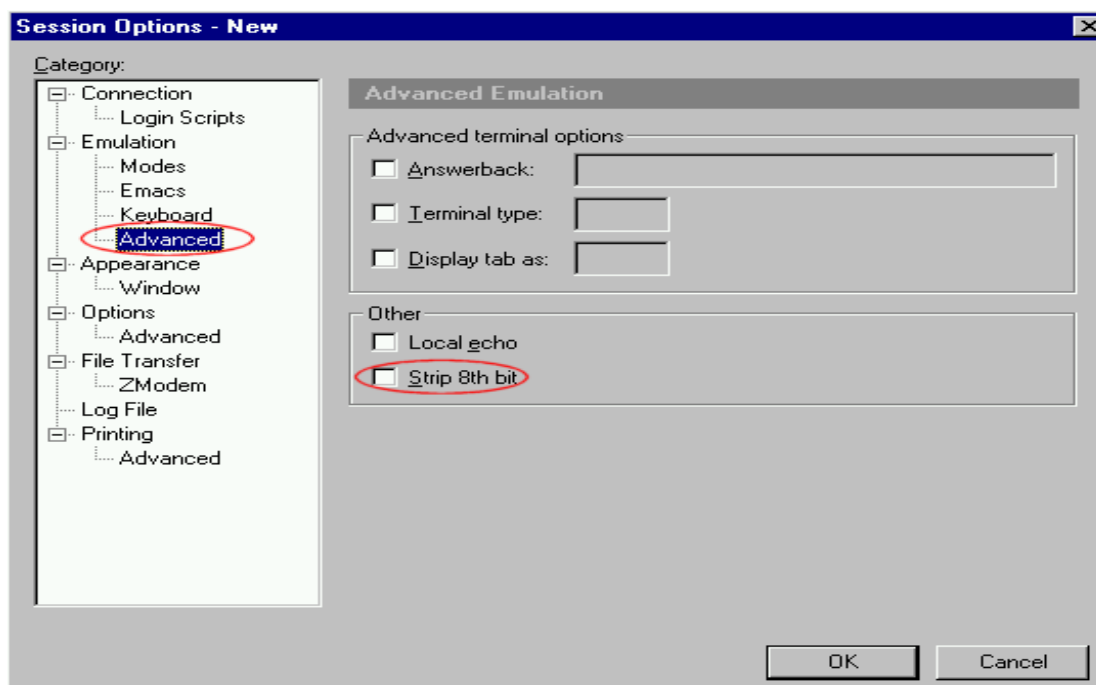 Session Options - New
Category:
Connection
Login Scripts
Emulation
Modes
Emacs
Keyboard
Advanced
Appearance
Window
Options
Advanced
File Transfer
ZModem
Log File
Printing
Advanced
Advanced Emulation
Advanced terminal options
Answerback:
Terminal type:
Display tab as:
Other
Local echo
Strip 8th bit
OK
Cancel